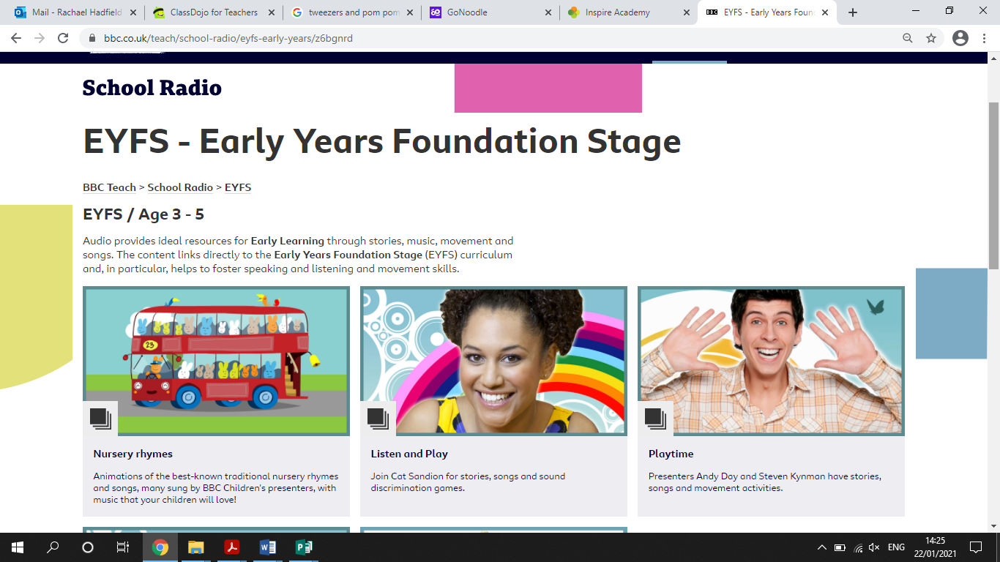 Mail - Rachael Hadfield
ClassDojo for Teachers
tweezers and pom pom
GoNoodle
Inspire Academy
BBC
EYFS - Early Years Foun
bbc.co.uk/teach/school-radio/eyfs-early-years/z6bgnrd
School Radio
EYFS - Early Years Foundation Stage
BBC Teach > School Radio > EYFS
EYFS / Age 3 - 5
Audio provides ideal resources for Early Learning through stories, music, movement and
songs. The content links directly to the Early Years Foundation Stage (EYFS) curriculum
and, in particular, helps to foster speaking and listening and movement skills.
23
Nursery rhymes
Animations of the best-known traditional nursery rhymes
and songs, many sung by BBC Children's presenters, with
music that your children will love!
Listen and Play
Join Cat Sandion for stories, songs and sound
discrimination games.
Playtime
Presenters Andy Day and Steven Kynman have stories,
songs and movement activities.
ENG
14:25
22/01/2021